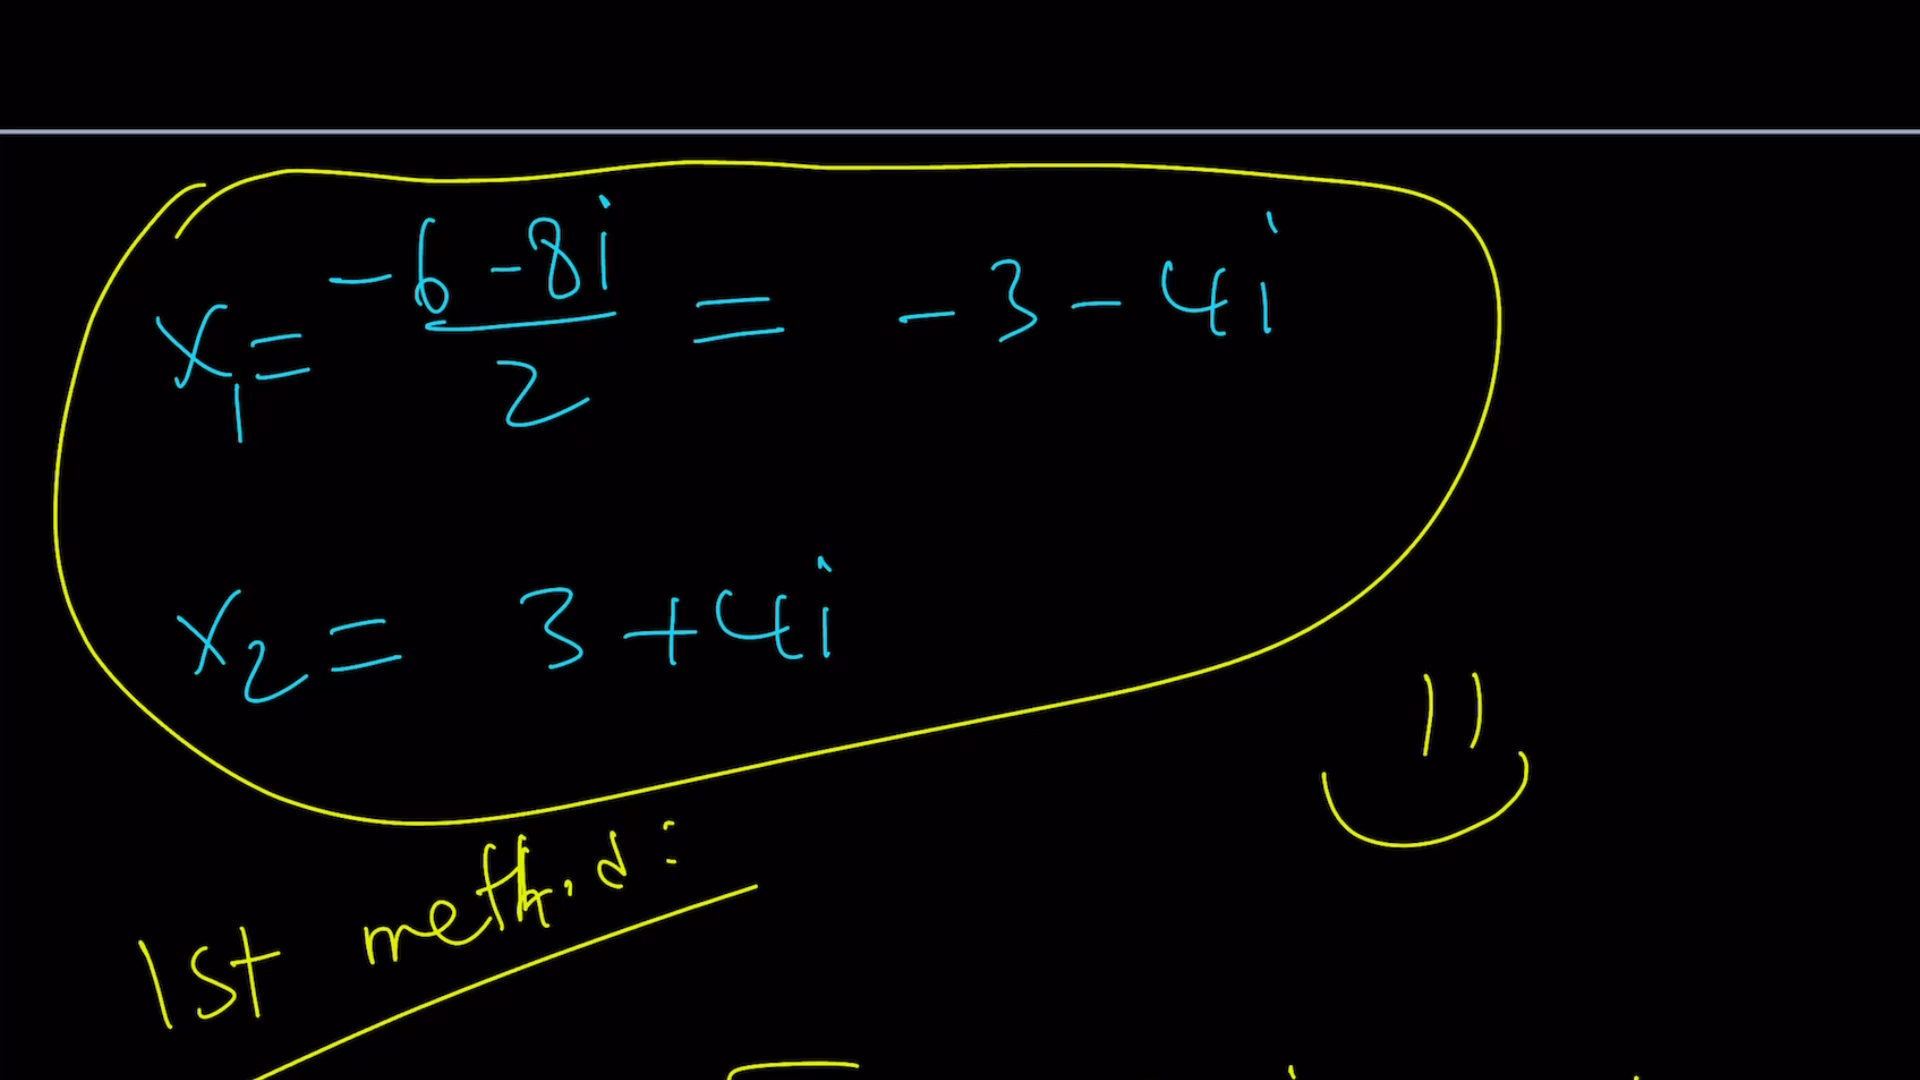 x₁ = (-6-8i)/2 = -3-4i
x₂ = 3+4i
1st method: